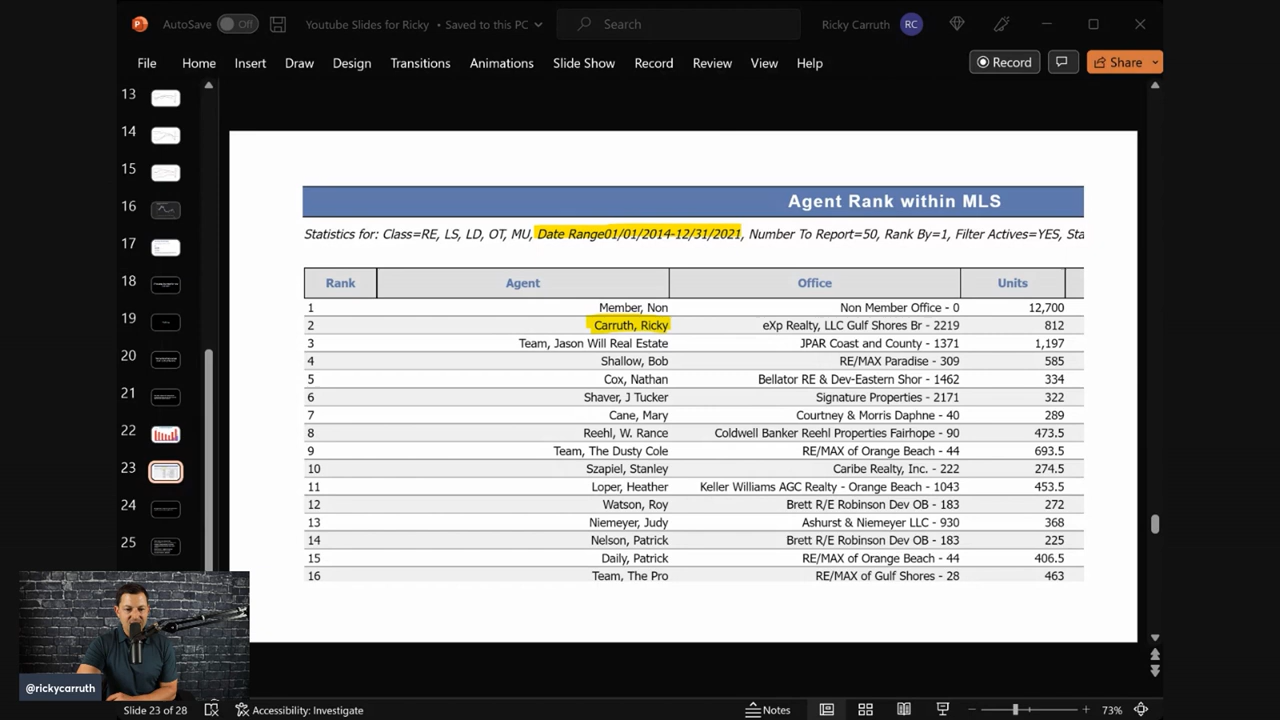 AutoSave Off Youtube Slides for Ricky • Saved to this PC Search Ricky Carruth RC
File Home Insert Draw Design Transitions Animations Slide Show Record Review View Help Record Share
13
14
15
16
17
18
19
20
21
22
23
24
25
Agent Rank within MLS
Statistics for: Class=RE, LS, LD, OT, MU, Date Range01/01/2014-12/31/2021, Number To Report=50, Rank By=1, Filter Actives=YES, Sta
Rank Agent Office Units
1 Member, Non Non Member Office - 0 12,700
2 Carruth, Ricky eXp Realty, LLC Gulf Shores Br - 2219 812
3 Team, Jason Will Real Estate JPAR Coast and County - 1371 1,197
4 Shallow, Bob RE/MAX Paradise - 309 585
5 Cox, Nathan Bellator RE & Dev-Eastern Shor - 1462 334
6 Shaver, J Tucker Signature Properties - 2171 322
7 Cane, Mary Courtney & Morris Daphne - 40 289
8 Reehl, W. Rance Coldwell Banker Reehl Properties Fairhope - 90 473.5
9 Team, The Dusty Cole RE/MAX of Orange Beach - 44 693.5
10 Szapiel, Stanley Caribe Realty, Inc. - 222 274.5
11 Loper, Heather Keller Williams AGC Realty - Orange Beach - 1043 453.5
12 Watson, Roy Brett R/E Robinson Dev OB - 183 272
13 Niemeyer, Judy Ashurst & Niemeyer LLC - 930 368
14 Nelson, Patrick Brett R/E Robinson Dev OB - 183 225
15 Daily, Patrick RE/MAX of Orange Beach - 44 406.5
16 Team, The Pro RE/MAX of Gulf Shores - 28 463
@rickycarruth
Slide 23 of 28 Accessibility: Investigate Notes 73%